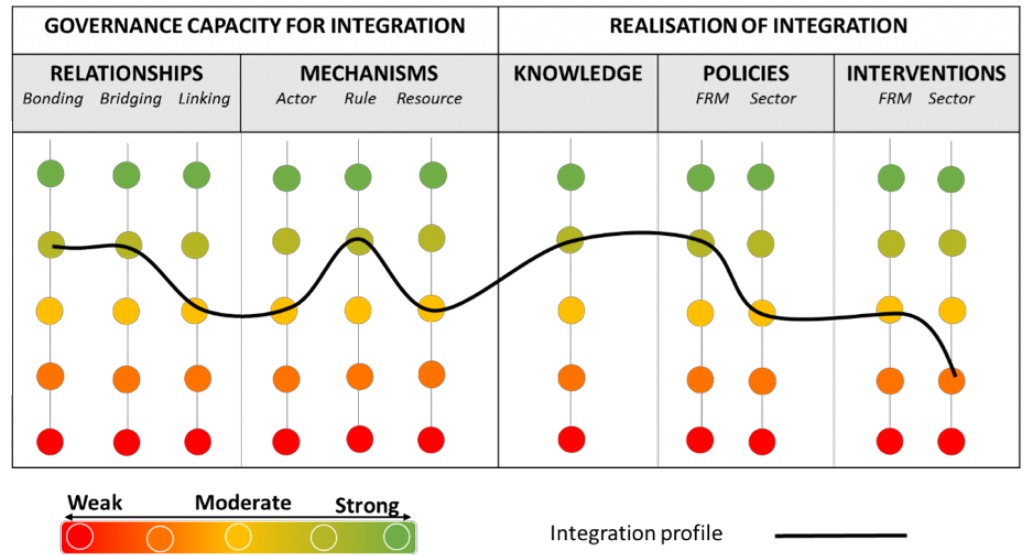 GOVERNANCE CAPACITY FOR INTEGRATION REALISATION OF INTEGRATION
RELATIONSHIPS MECHANISMS KNOWLEDGE POLICIES INTERVENTIONS
Bonding Bridging Linking Actor Rule Resource FRM Sector FRM Sector
Weak Moderate Strong
Integration profile